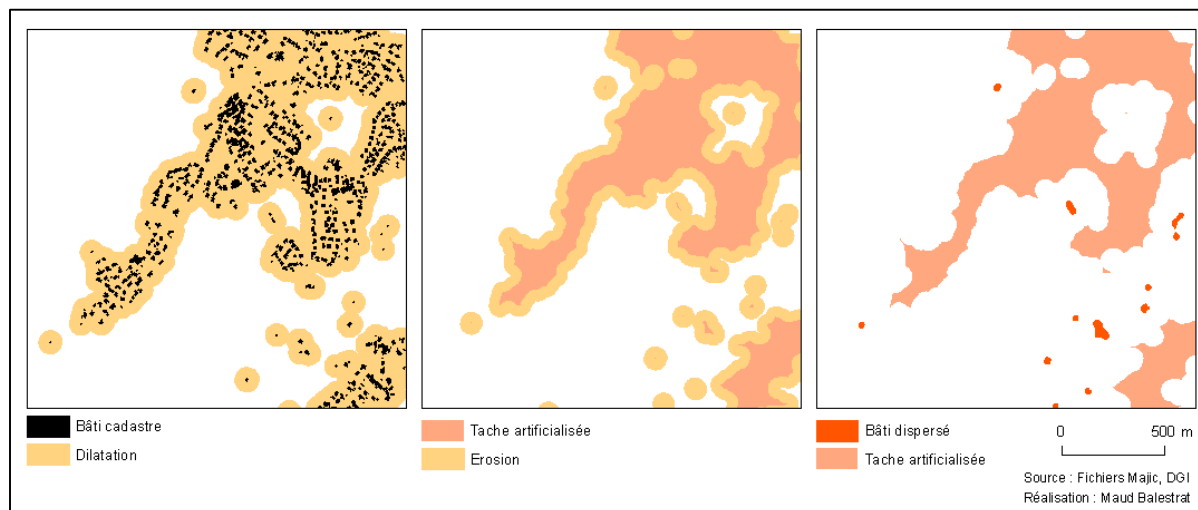 Bâti cadastre
Dilatation
Tache artificialisée
Erosion
Bâti dispersé
Tache artificialisée
0 500 m
Source : Fichiers Majic, DGI
Réalisation : Maud Balestrat